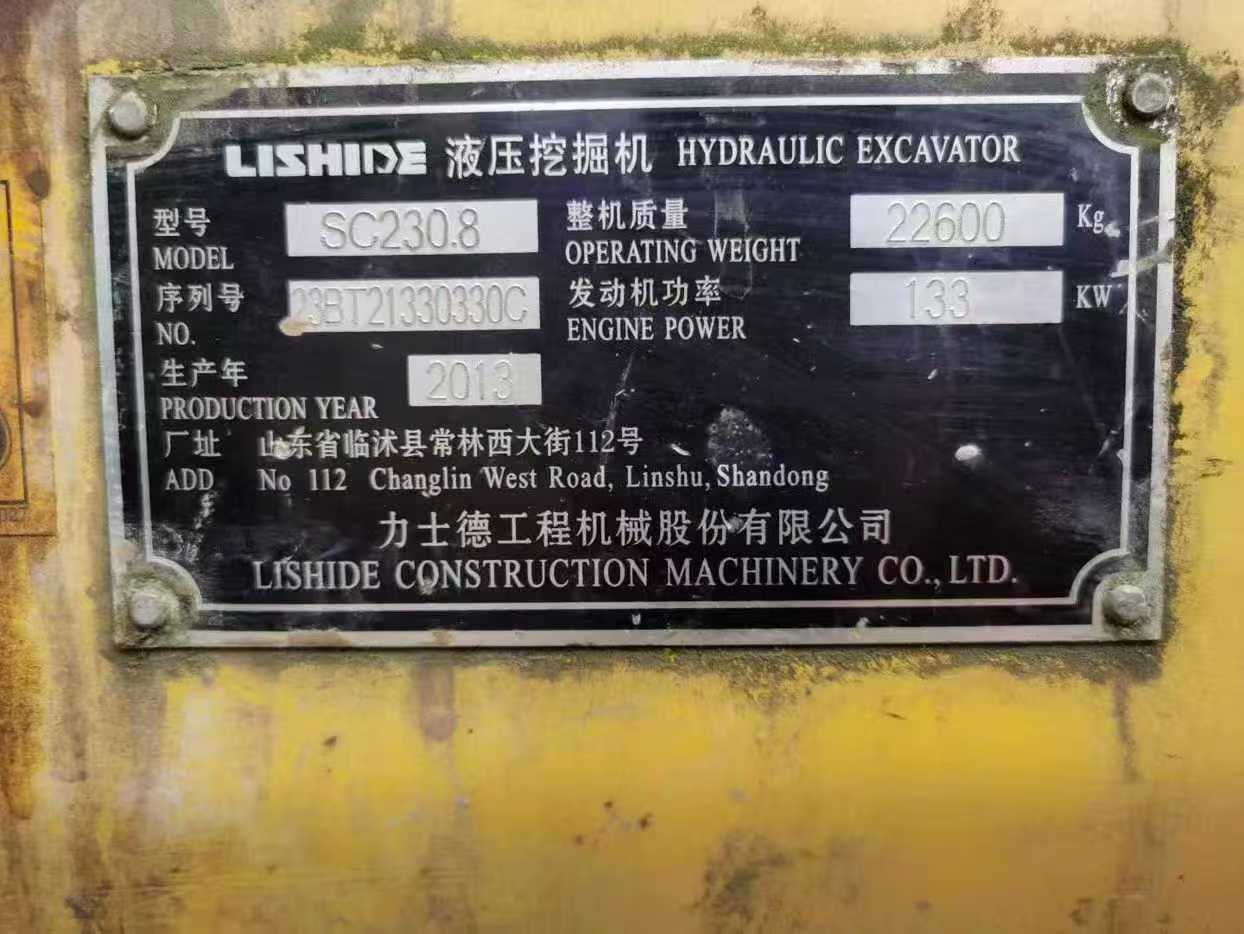 LISHIDE 液压挖掘机 HYDRAULIC EXCAVATOR
型号 MODEL SC230.8
整机质量 OPERATING WEIGHT 22600 Kg
序列号 NO. 23BT21330330C
发动机功率 ENGINE POWER 133 KW
生产年 PRODUCTION YEAR 2013
厂址 山东省临沭县常林西大街112号
ADD No 112 Changlin West Road, Linshu, Shandong
力士德工程机械股份有限公司
LISHIDE CONSTRUCTION MACHINERY CO., LTD.